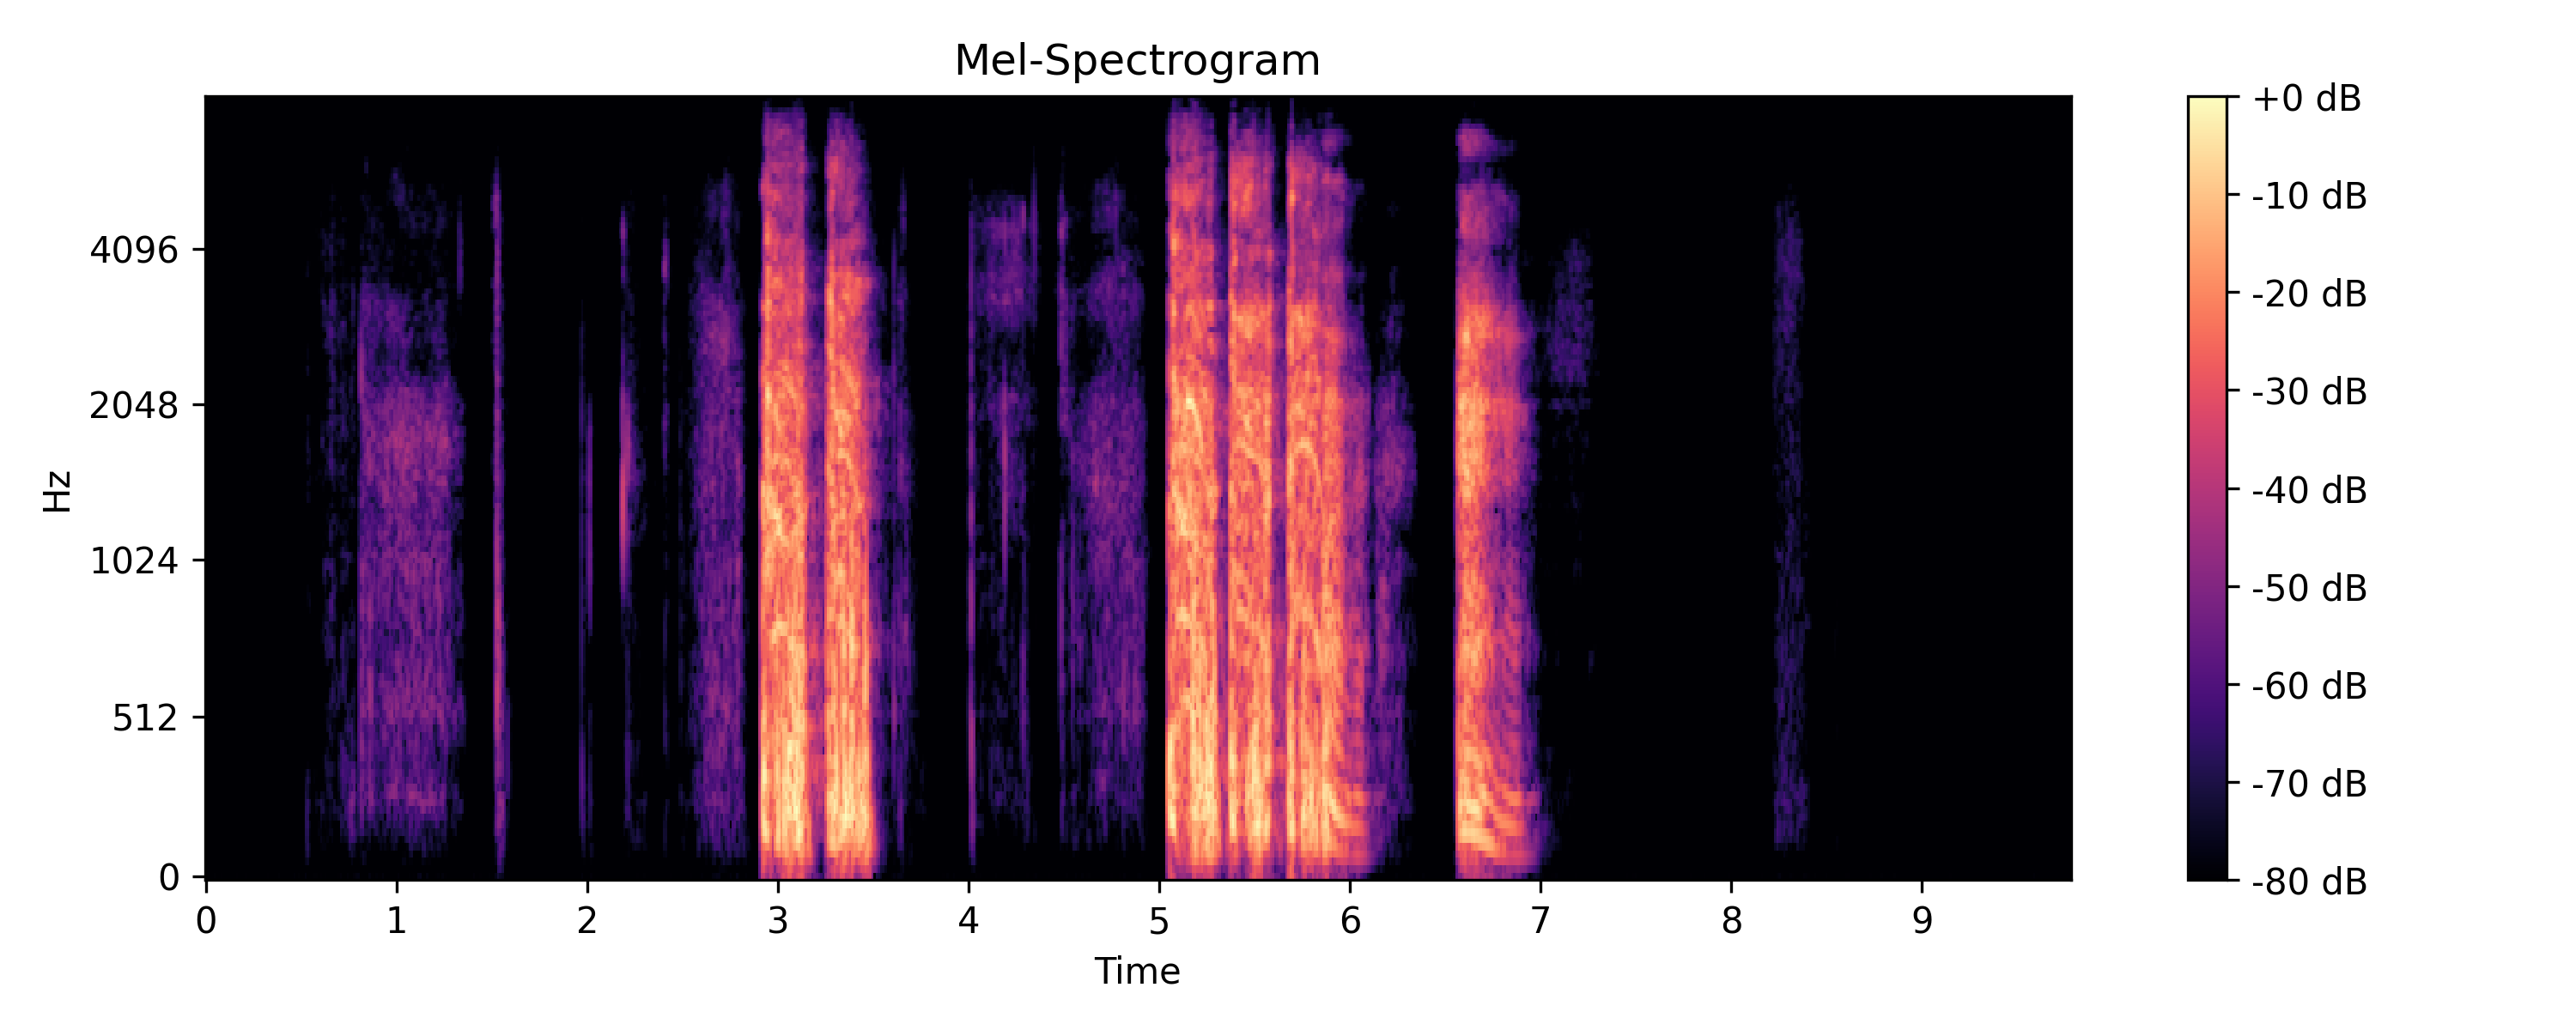 Mel-Spectrogram
+0 dB
-10 dB
-20 dB
-30 dB
-40 dB
-50 dB
-60 dB
-70 dB
-80 dB
Hz
4096
2048
1024
512
0
0 1 2 3 4 5 6 7 8 9
Time